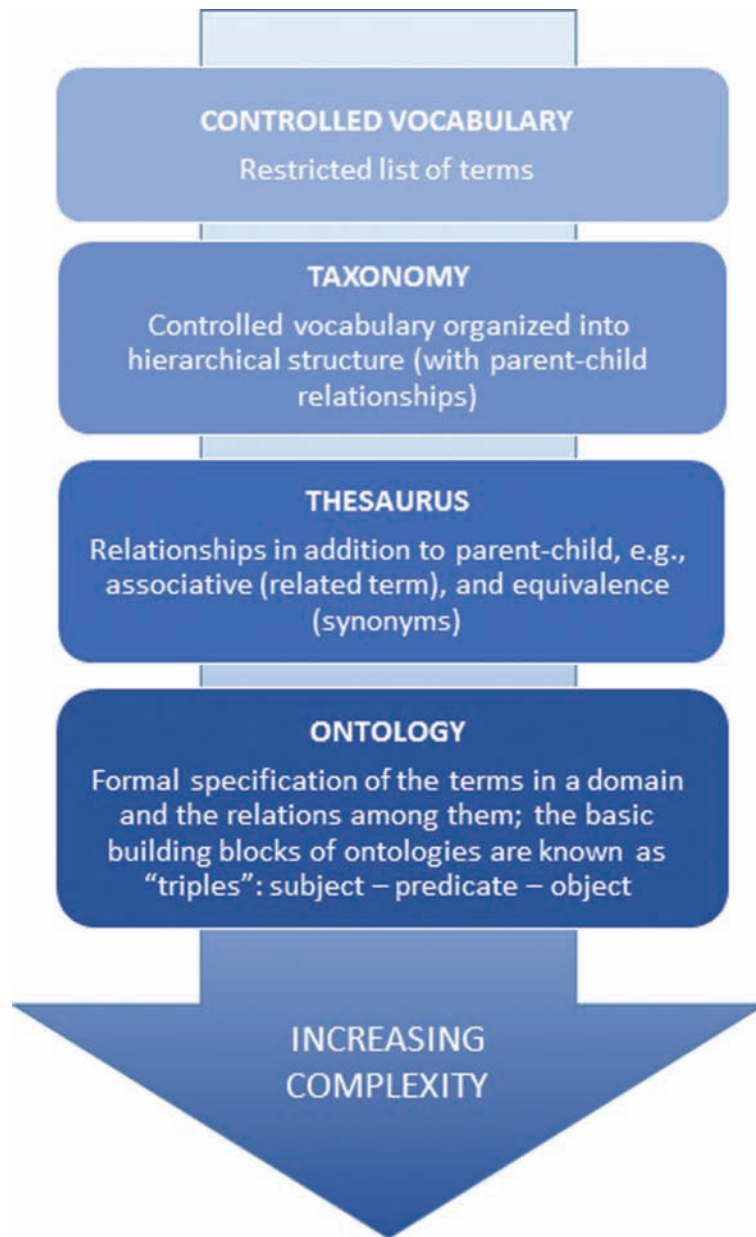 CONTROLLED VOCABULARY
Restricted list of terms
TAXONOMY
Controlled vocabulary organized into
hierarchical structure (with parent-child
relationships)
THESAURUS
Relationships in addition to parent-child, e.g.,
associative (related term), and equivalence
(synonyms)
ONTOLOGY
Formal specification of the terms in a domain
and the relations among them; the basic
building blocks of ontologies are known as
“triples”: subject – predicate – object
INCREASING
COMPLEXITY